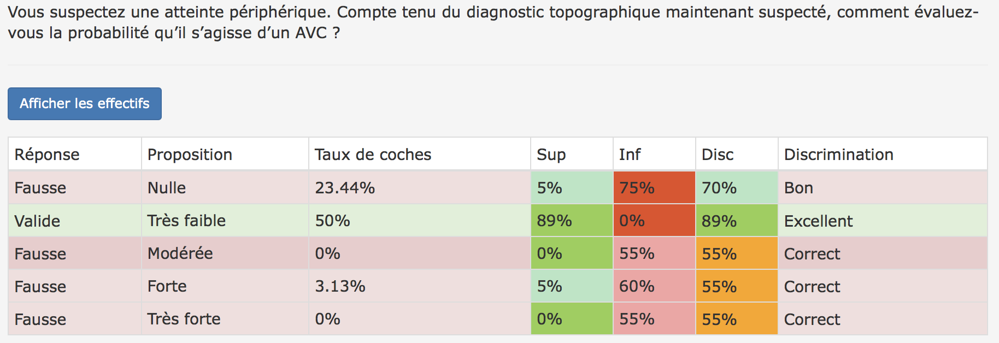 Vous suspectez une atteinte périphérique. Compte tenu du diagnostic topographique maintenant suspecté, comment évaluez-
vous la probabilité qu’il s’agisse d’un AVC ?
Afficher les effectifs
Réponse Proposition Taux de coches Sup Inf Disc Discrimination
Fausse Nulle 23.44% 5% 75% 70% Bon
Valide Très faible 50% 89% 0% 89% Excellent
Fausse Modérée 0% 0% 55% 55% Correct
Fausse Forte 3.13% 5% 60% 55% Correct
Fausse Très forte 0% 0% 55% 55% Correct